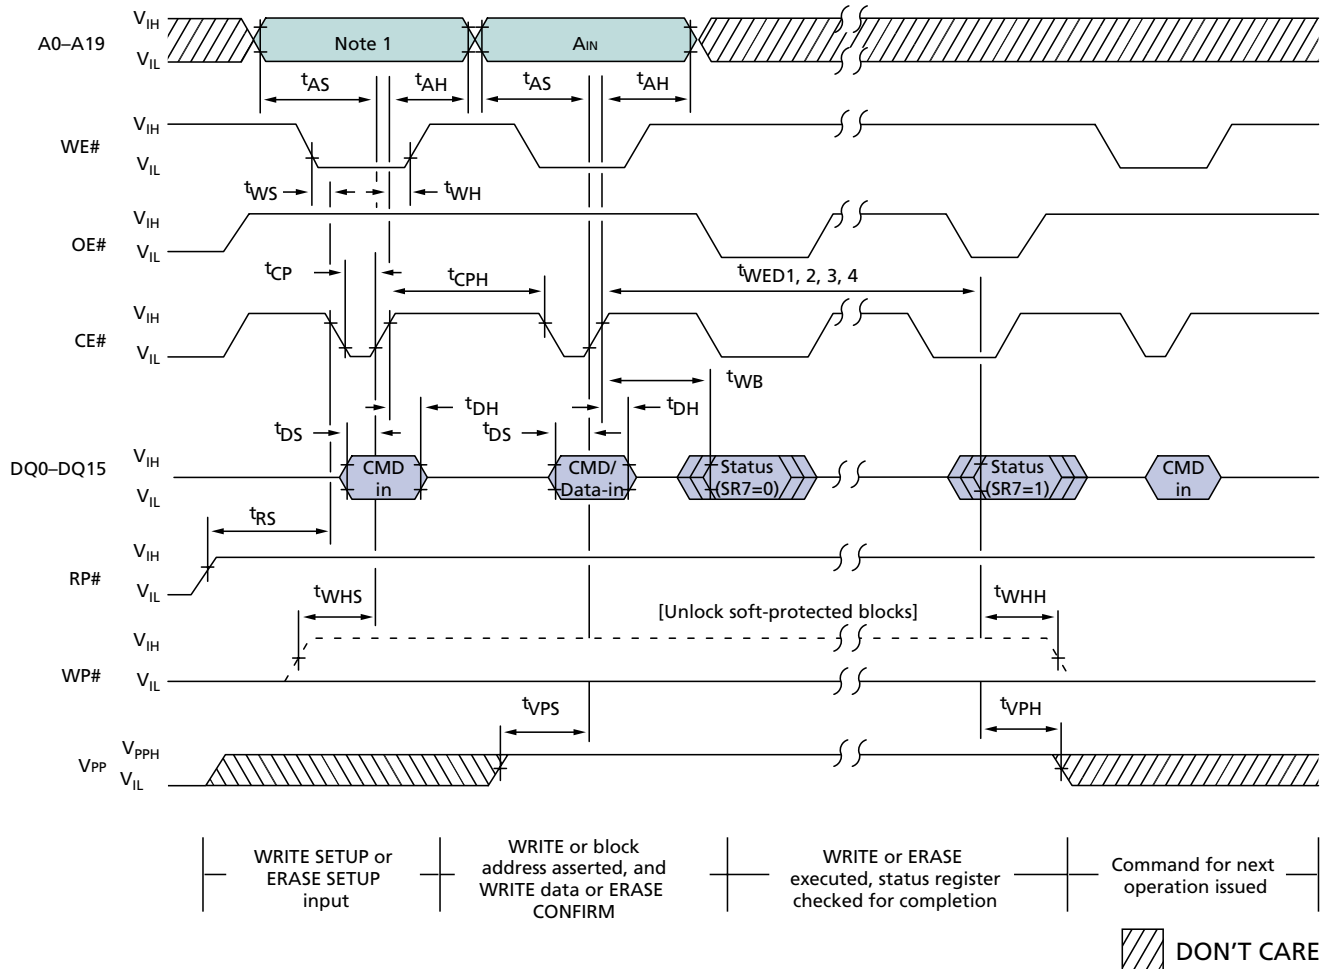 A0–A19
VIH
VIL
Note 1
AIN
tAS
tAH
tAS
tAH
WE#
VIH
VIL
tWS
tWH
OE#
VIH
VIL
tCP
tCPH
tWED1, 2, 3, 4
CE#
VIH
VIL
tWB
tDH
tDH
tDS
tDS
DQ0–DQ15
VIH
VIL
CMD
in
CMD/
Data-in
Status
(SR7=0)
Status
(SR7=1)
CMD
in
tRS
RP#
VIH
VIL
tWHS
[Unlock soft-protected blocks]
tWHH
WP#
VIH
VIL
tVPS
tVPH
VPP
VPPH
VIL
WRITE SETUP or
ERASE SETUP
input
WRITE or block
address asserted, and
WRITE data or ERASE
CONFIRM
WRITE or ERASE
executed, status register
checked for completion
Command for next
operation issued
DON'T CARE